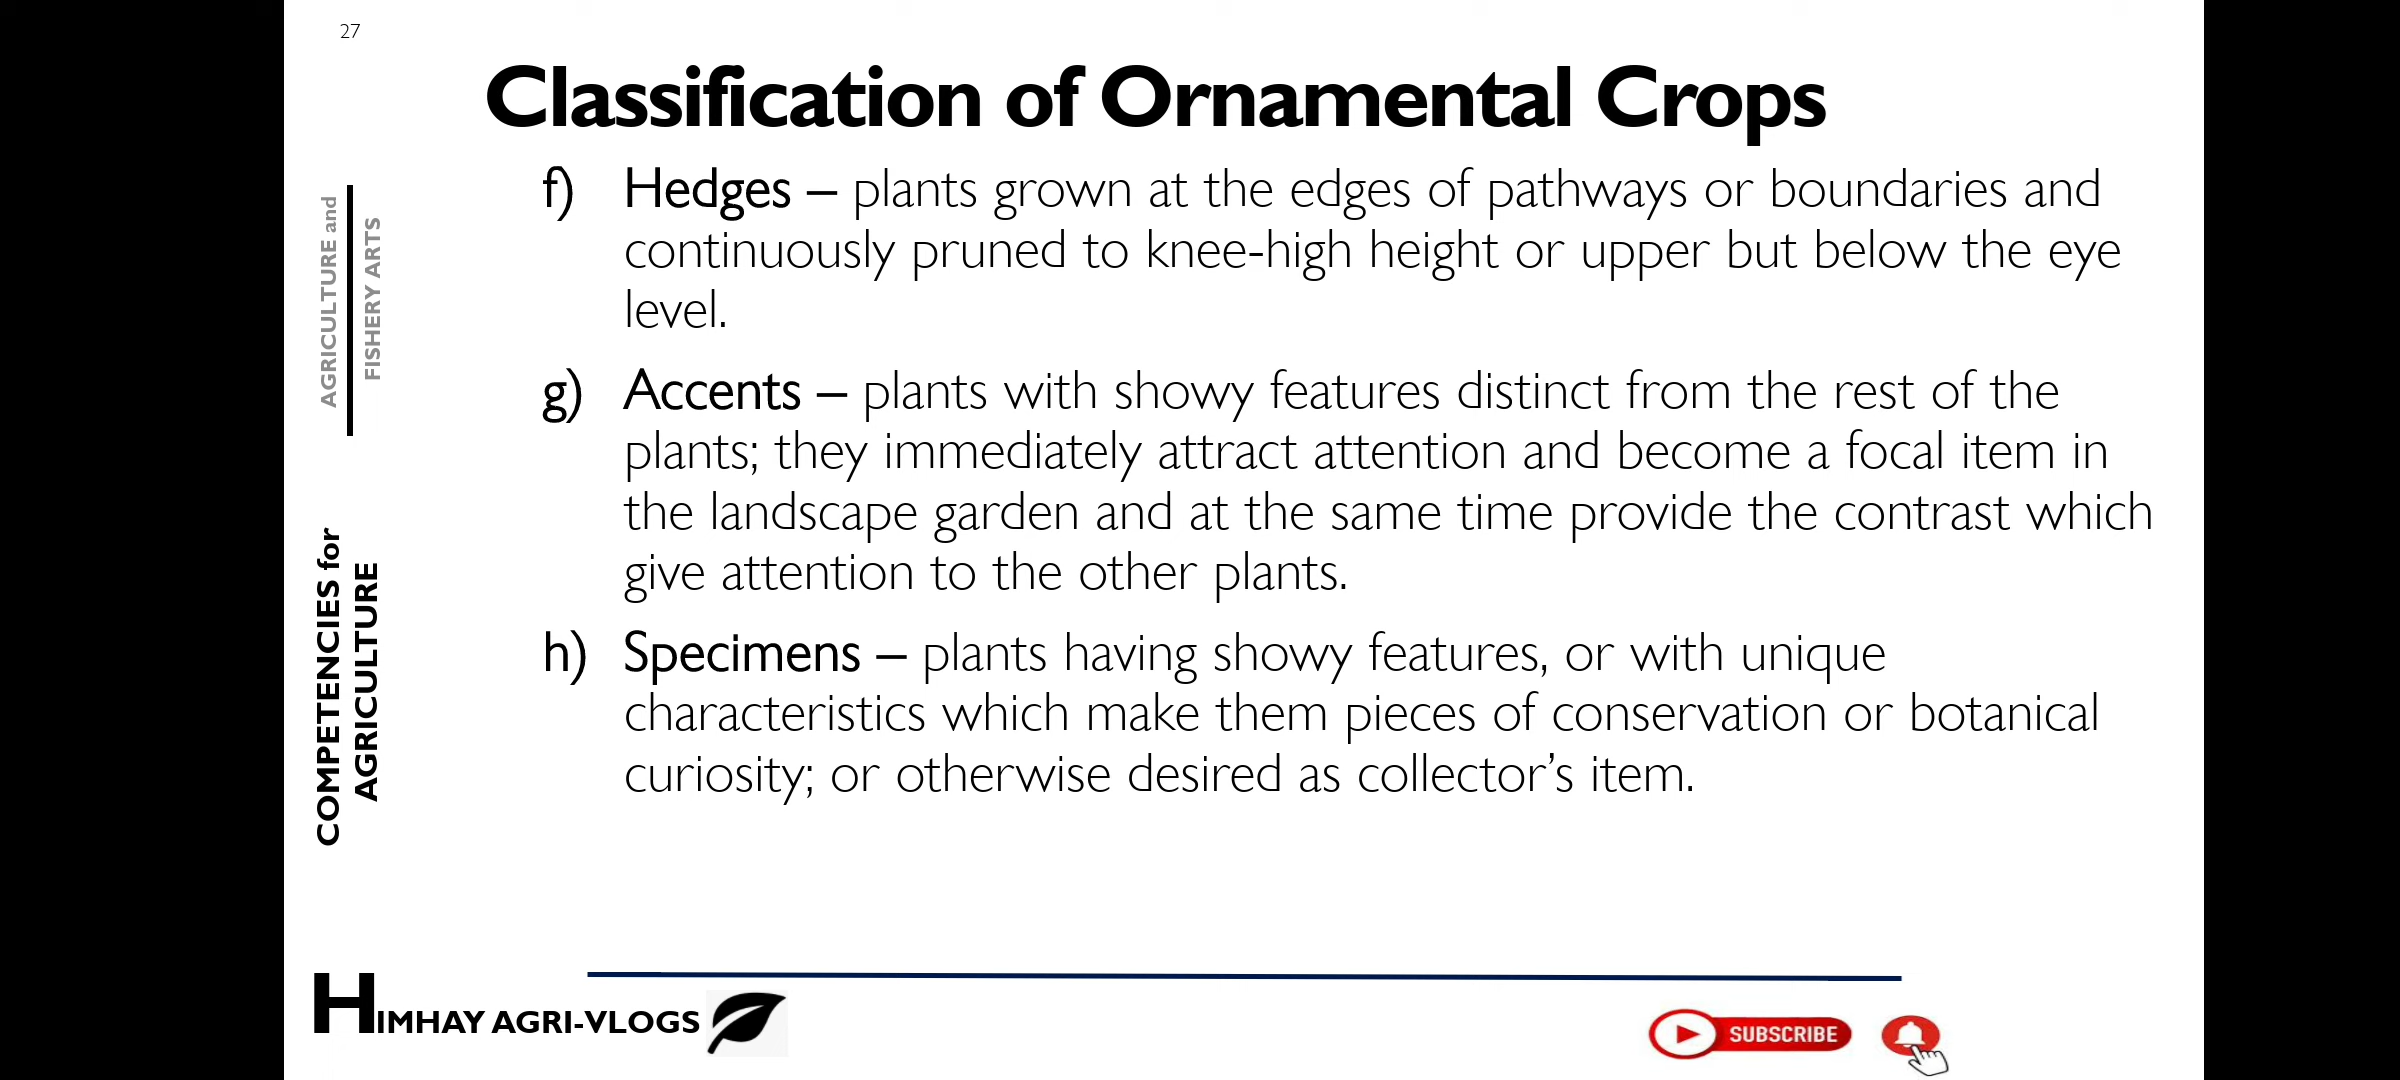 27
Classification of Ornamental Crops
AGRICULTURE and
FISHERY ARTS
COMPETENCIES for
AGRICULTURE
f) Hedges – plants grown at the edges of pathways or boundaries and
continuously pruned to knee-high height or upper but below the eye
level.
g) Accents – plants with showy features distinct from the rest of the
plants; they immediately attract attention and become a focal item in
the landscape garden and at the same time provide the contrast which
give attention to the other plants.
h) Specimens – plants having showy features, or with unique
characteristics which make them pieces of conservation or botanical
curiosity; or otherwise desired as collector’s item.
HIMHAY AGRI-VLOGS
SUBSCRIBE